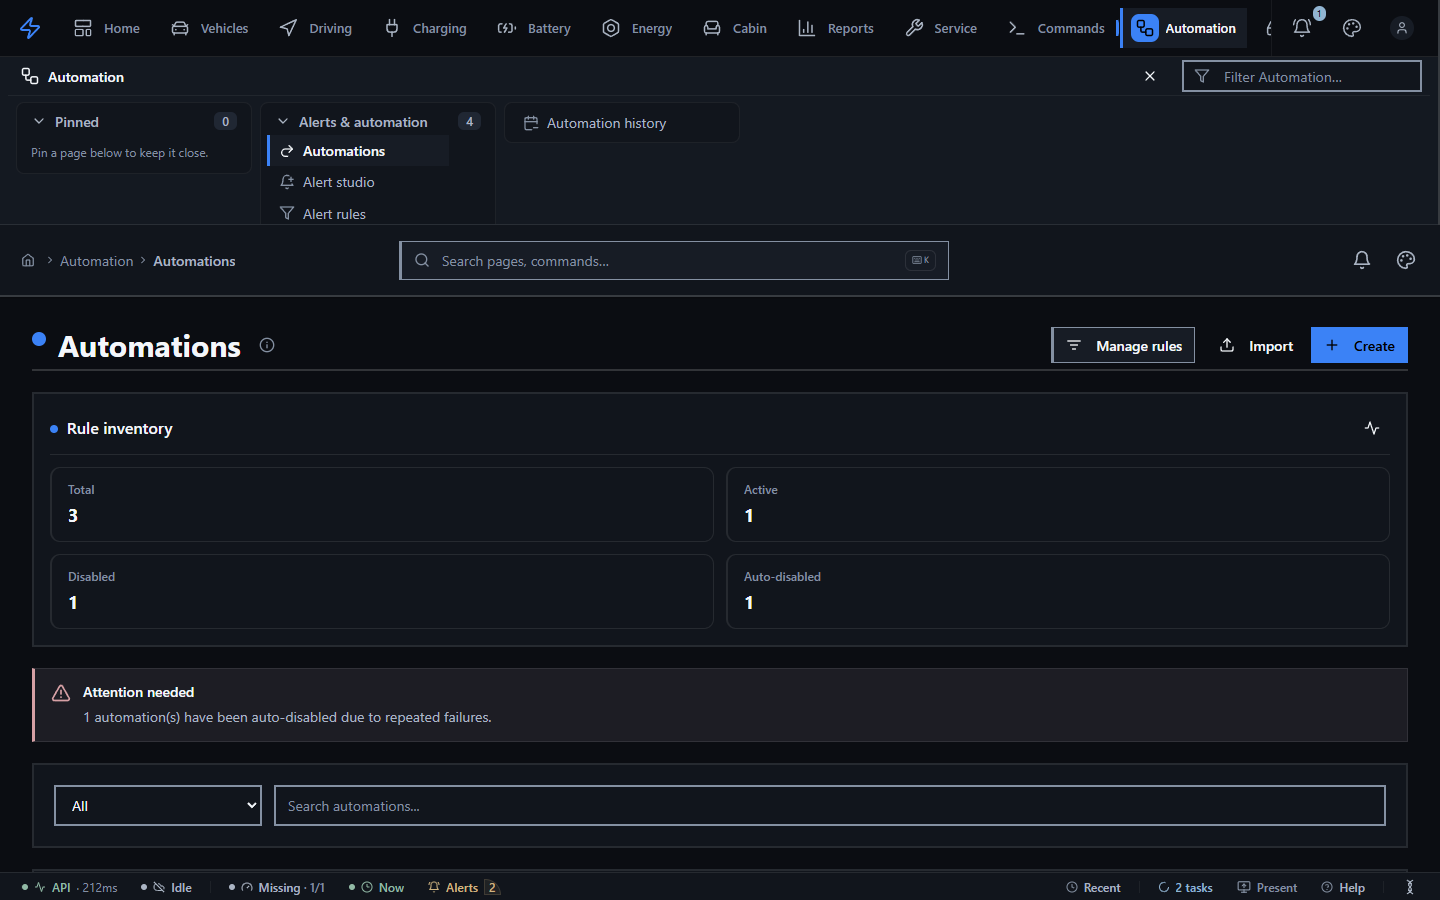 Home Vehicles Driving Charging Battery Energy Cabin Reports Service Commands Automation 1
Automation
Filter Automation...
Pinned 0
Pin a page below to keep it close.
Alerts & automation 4
Automations
Alert studio
Alert rules
Automation history
Automation > Automations
Search pages, commands...
K
Automations
Manage rules
Import
Create
Rule inventory
Total
3
Active
1
Disabled
1
Auto-disabled
1
Attention needed
1 automation(s) have been auto-disabled due to repeated failures.
All
Search automations...
API · 212ms Idle Missing · 1/1 Now Alerts 2 Recent 2 tasks Present Help